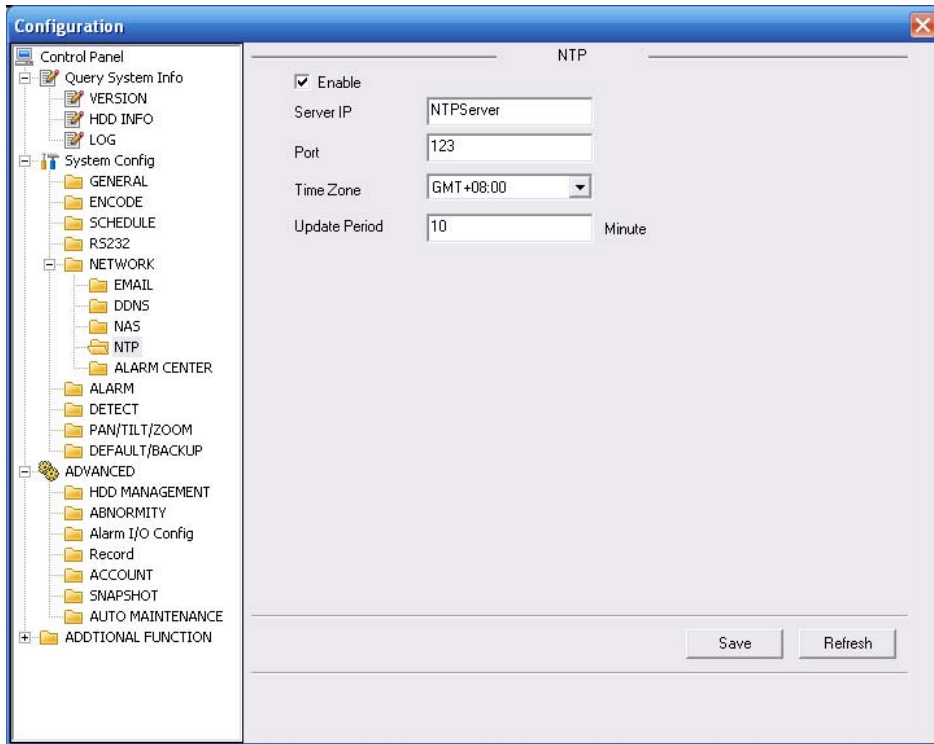 Configuration
Control Panel
Query System Info
VERSION
HDD INFO
LOG
System Config
GENERAL
ENCODE
SCHEDULE
RS232
NETWORK
EMAIL
DDNS
NAS
NTP
ALARM CENTER
ALARM
DETECT
PAN/TILT/ZOOM
DEFAULT/BACKUP
ADVANCED
HDD MANAGEMENT
ABNORMITY
Alarm I/O Config
Record
ACCOUNT
SNAPSHOT
AUTO MAINTENANCE
ADDTIONAL FUNCTION
NTP
Enable
Server IP NTPServer
Port 123
Time Zone GMT+08:00
Update Period 10 Minute
Save Refresh